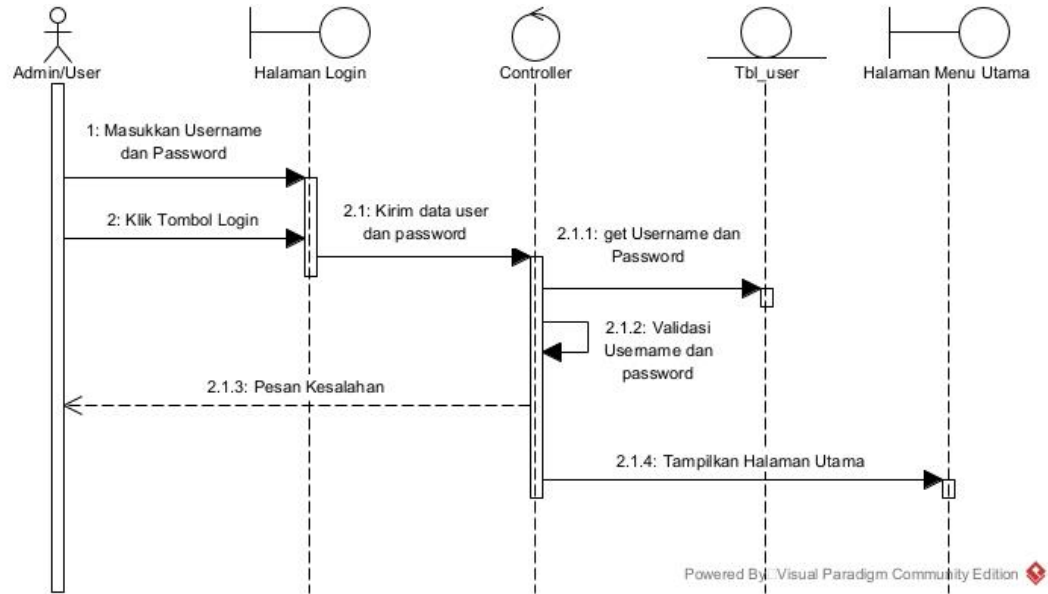 Admin/User
Halaman Login
Controller
Tbl_user
Halaman Menu Utama
1: Masukkan Username
dan Password
2: Klik Tombol Login
2.1: Kirim data user
dan password
2.1.1: get Username dan
Password
2.1.2: Validasi
Username dan
password
2.1.3: Pesan Kesalahan
2.1.4: Tampilkan Halaman Utama
Powered By Visual Paradigm Community Edition